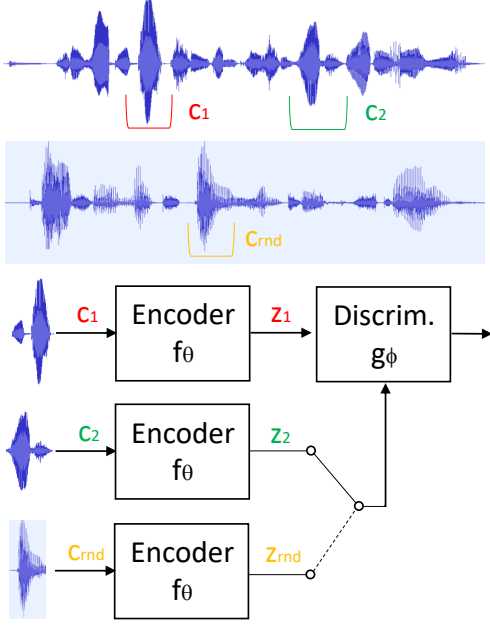 C1
C2
Crnd
C1
Encoder
fθ
Z1
Discrim.
gϕ
C2
Encoder
fθ
Z2
Crnd
Encoder
fθ
Zrnd